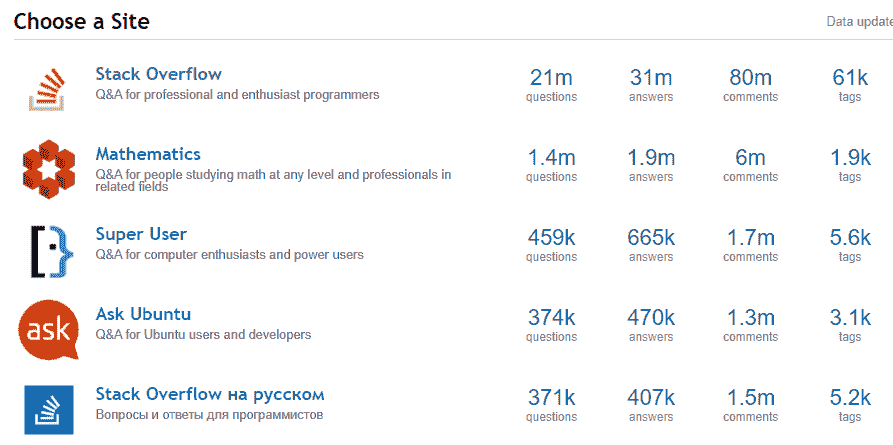 Choose a Site
Data update
Stack Overflow
Q&A for professional and enthusiast programmers
21m
questions
31m
answers
80m
comments
61k
tags
Mathematics
Q&A for people studying math at any level and professionals in
related fields
1.4m
questions
1.9m
answers
6m
comments
1.9k
tags
Super User
Q&A for computer enthusiasts and power users
459k
questions
665k
answers
1.7m
comments
5.6k
tags
ask
Ask Ubuntu
Q&A for Ubuntu users and developers
374k
questions
470k
answers
1.3m
comments
3.1k
tags
Stack Overflow на русском
Вопросы и ответы для программистов
371k
questions
407k
answers
1.5m
comments
5.2k
tags